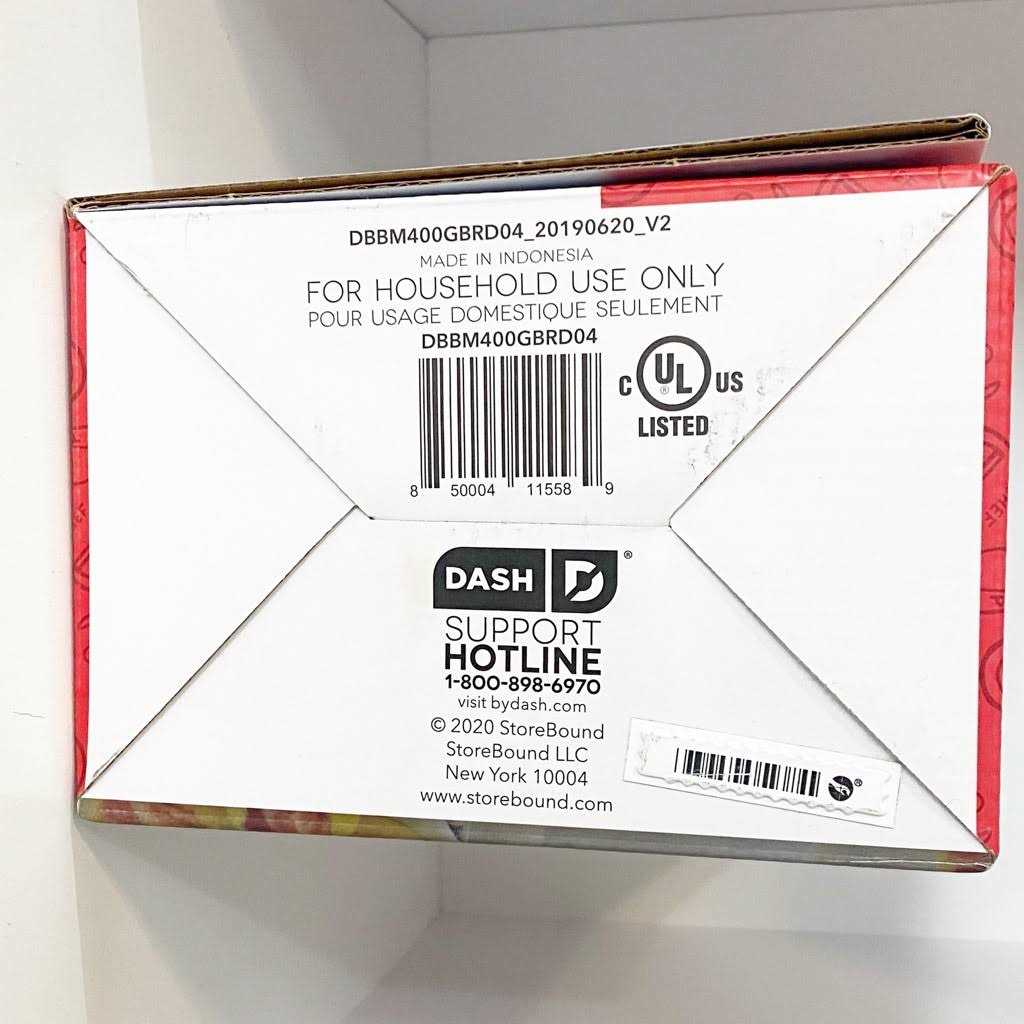 DBBM400GBRD04_20190620_V2
MADE IN INDONESIA
FOR HOUSEHOLD USE ONLY
POUR USAGE DOMESTIQUE SEULEMENT
DBBM400GBRD04
C UL® US
LISTED
8 50004 11558 9
DASH D®
SUPPORT
HOTLINE
1-800-898-6970
visit bydash.com
© 2020 StoreBound
StoreBound LLC
New York 10004
www.storebound.com
®